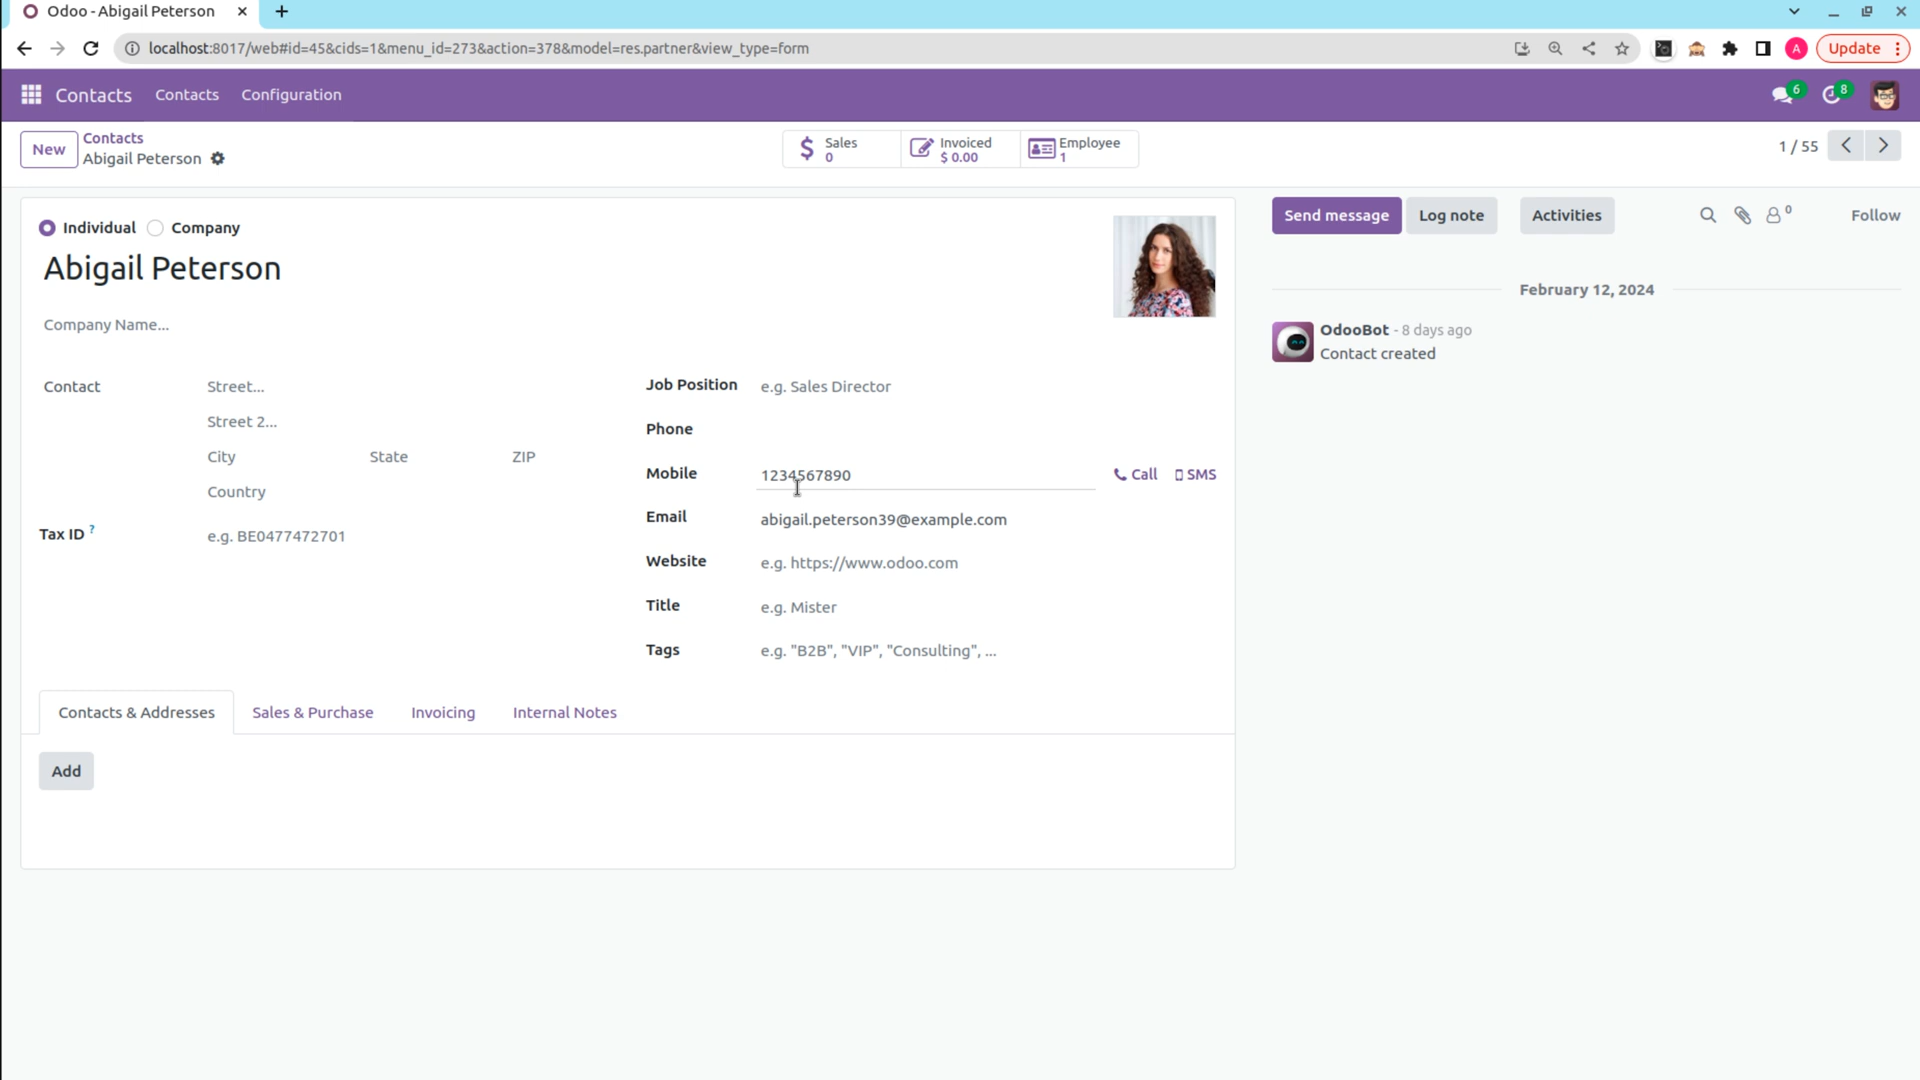 Odoo - Abigail Peterson
localhost:8017/web#id=45&cids=1&menu_id=273&action=378&model=res.partner&view_type=form
A
Update
Contacts Contacts Configuration
6 8
New
Contacts
Abigail Peterson
Sales
0
Invoiced
$ 0.00
Employee
1
1 / 55
Individual Company
Abigail Peterson
Company Name...
Contact
Street...
Street 2...
City State ZIP
Country
Tax ID ? e.g. BE0477472701
Job Position e.g. Sales Director
Phone
Mobile 1234567890 Call SMS
Email abigail.peterson39@example.com
Website e.g. https://www.odoo.com
Title e.g. Mister
Tags e.g. "B2B", "VIP", "Consulting", ...
Contacts & Addresses Sales & Purchase Invoicing Internal Notes
Add
Send message Log note Activities 0 Follow
February 12, 2024
OdooBot - 8 days ago
Contact created